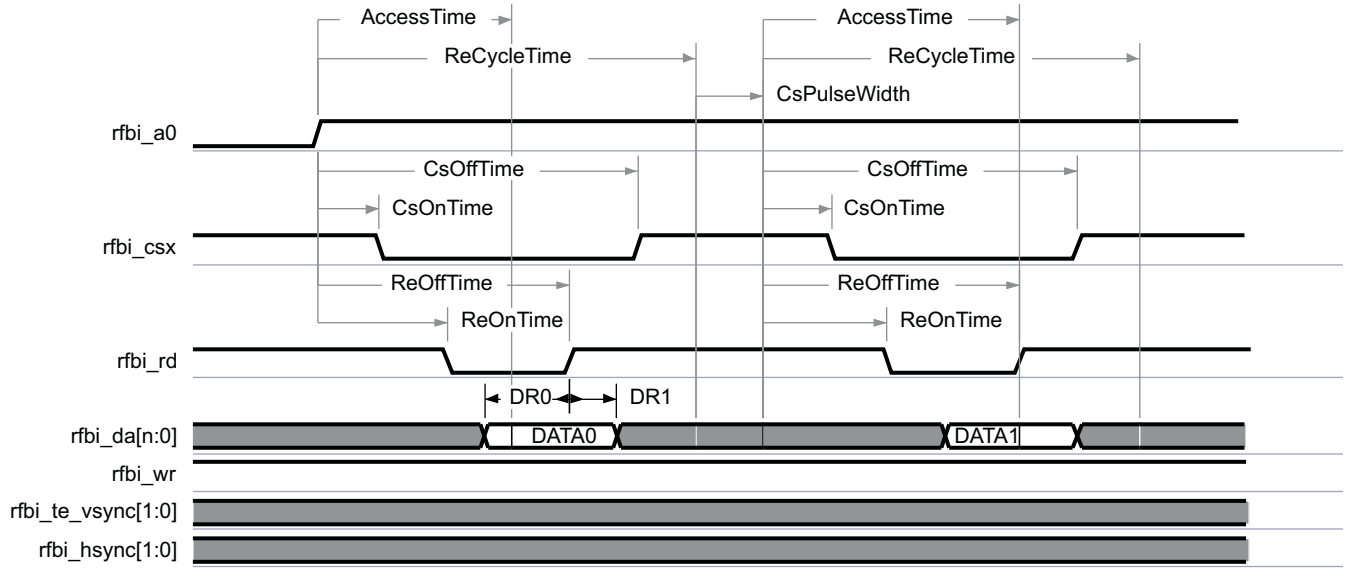 AccessTime AccessTime
ReCycleTime ReCycleTime
CsPulseWidth
rfbi_a0
CsOffTime CsOffTime
CsOnTime CsOnTime
rfbi_csx
ReOffTime ReOffTime
ReOnTime ReOnTime
rfbi_rd
DR0 DR1
rfbi_da[n:0] DATA0 DATA1
rfbi_wr
rfbi_te_vsync[1:0]
rfbi_hsync[1:0]